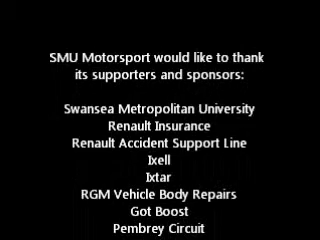 SMU Motorsport would like to thank
its supporters and sponsors:
Swansea Metropolitan University
Renault Insurance
Renault Accident Support Line
Ixell
Ixtar
RGM Vehicle Body Repairs
Got Boost
Pembrey Circuit